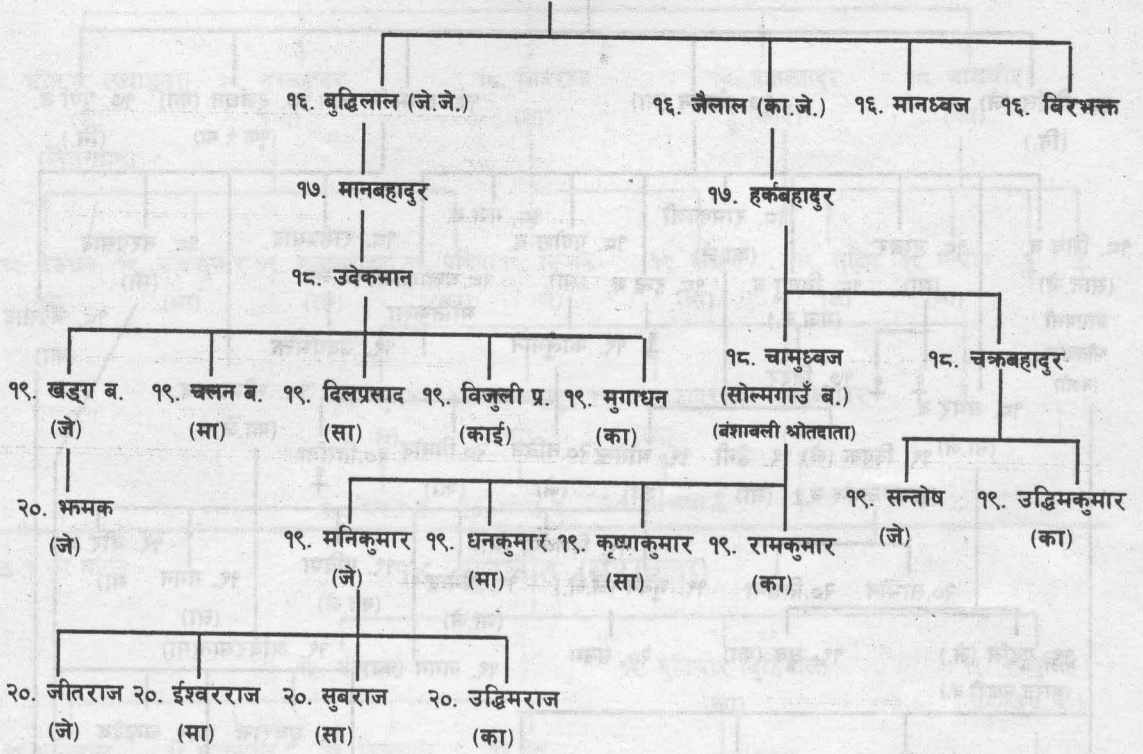 १६. बुद्धिलाल (जे.जे.) १६. जैलाल (का.जे.) १६. मानध्वज १६. बिरभक्त
१७. मानबहादुर १७. हर्कबहादुर
१८. उदेकमान
१८. चामध्वज १८. चक्रबहादुर
१९. खड्ग ब. १९. चलन ब. १९. दिलप्रसाद १९. विजुली प्र. १९. मुगाधन (सोल्मगाउँ ब.)
(जे) (मा) (सा) (काई) (का) (बंशाबली श्रोतदाता)
२०. झमक
(जे)
१९. सन्तोष १९. उद्धिमकुमार
(जे) (का)
१९. मनिकुमार १९. धनकुमार १९. कृष्णकुमार १९. रामकुमार
(जे) (मा) (सा) (का)
२०. जीतराज २०. ईश्वरराज २०. सुबराज २०. उद्धिमराज
(जे) (मा) (सा) (का)